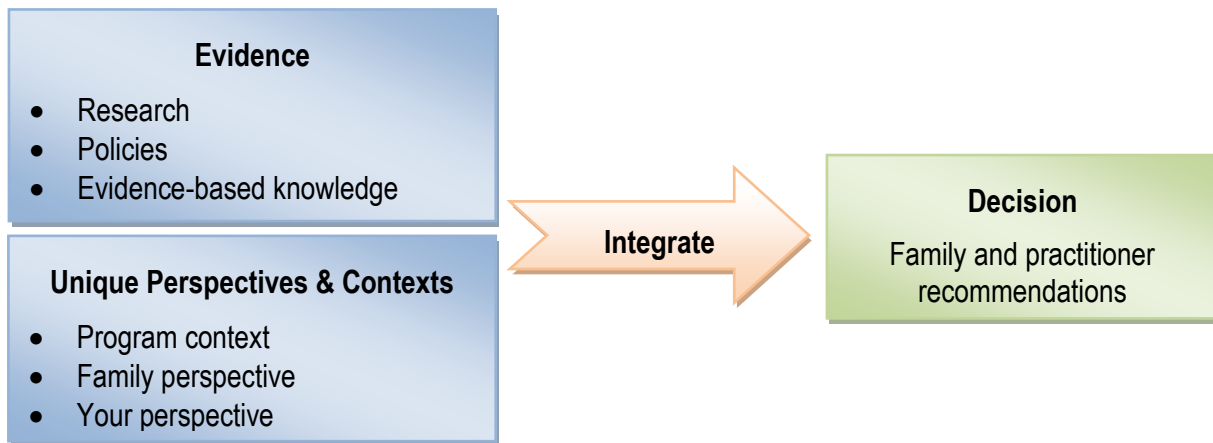 Evidence
• Research
• Policies
• Evidence-based knowledge
Unique Perspectives & Contexts
• Program context
• Family perspective
• Your perspective
Integrate
Decision
Family and practitioner
recommendations